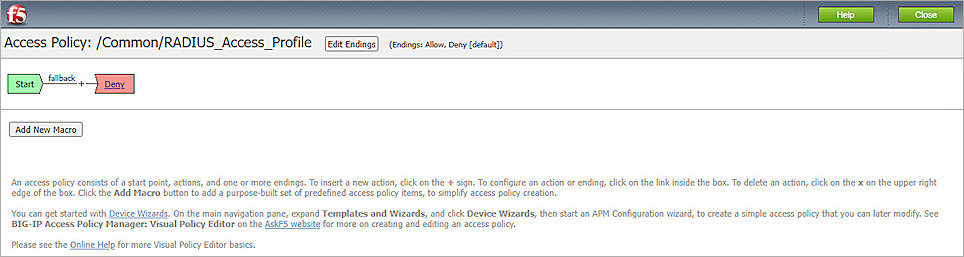 f5
Help
Close
Access Policy: /Common/RADIUS_Access_Profile
Edit Endings
(Endings: Allow, Deny [default])
Start
fallback
+
Deny
Add New Macro
An access policy consists of a start point, actions, and one or more endings. To insert a new action, click on the + sign. To configure an action or ending, click on the link inside the box. To delete an action, click on the x on the upper right
edge of the box. Click the Add Macro button to add a purpose-built set of predefined access policy items, to simplify access policy creation.
You can get started with Device Wizards. On the main navigation pane, expand Templates and Wizards, and click Device Wizards, then start an APM Configuration wizard, to create a simple access policy that you can later modify. See
BIG-IP Access Policy Manager: Visual Policy Editor on the AskF5 website for more on creating and editing an access policy.
Please see the Online Help for more Visual Policy Editor basics.